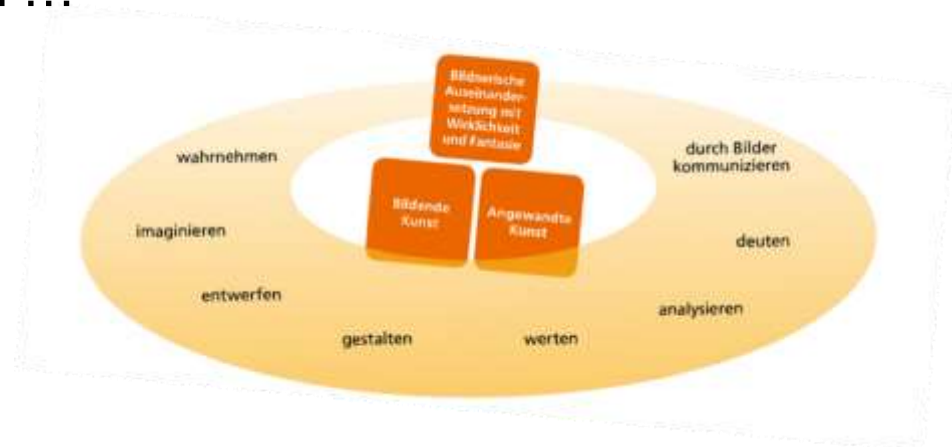 Bildnerische
Auseinander-
setzung mit
Wirklichkeit
und Fantasie
Bildende
Kunst
Angewandte
Kunst
wahrnehmen
imaginieren
entwerfen
gestalten
werten
analysieren
deuten
durch Bilder
kommunizieren